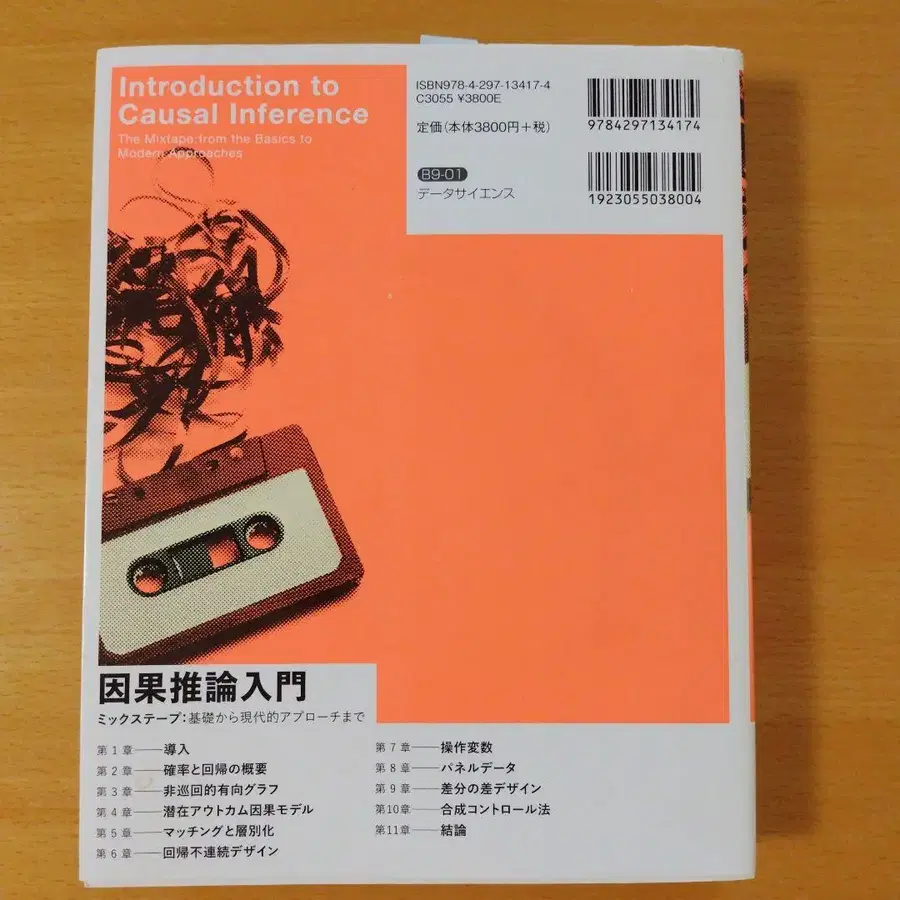 Introduction to
Causal Inference
The Mixtape:from the Basics to
Modern Approaches
ISBN978-4-297-13417-4
C3055 ¥3800E
定価(本体3800円+税)
B9-01
データサイエンス
9784297134174
1923055038004
因果推論入門
ミックステープ:基礎から現代的アプローチまで
第1章——導入
第2章——確率と回帰の概要
第3章——非巡回的有向グラフ
第4章——潜在アウトカム因果モデル
第5章——マッチングと層別化
第6章——回帰不連続デザイン
第7章——操作変数
第8章——パネルデータ
第9章——差分の差デザイン
第10章——合成コントロール法
第11章——結論